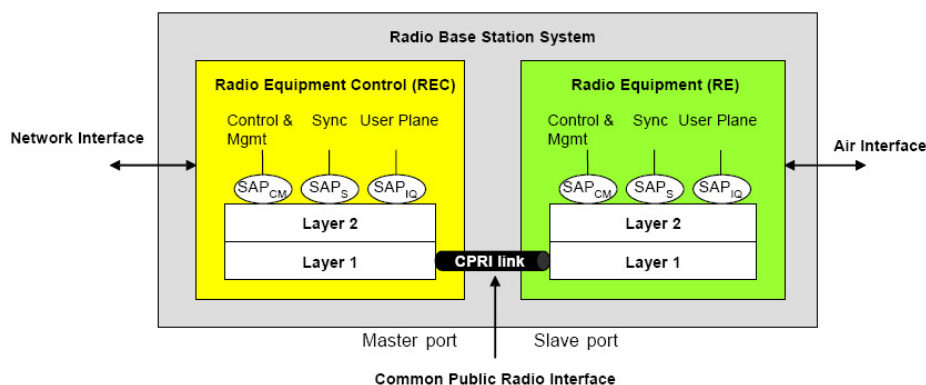 Radio Base Station System
Radio Equipment Control (REC)
Control & Mgmt
Sync
User Plane
SAPCM
SAPS
SAPIQ
Layer 2
Layer 1
Radio Equipment (RE)
Control & Mgmt
Sync
User Plane
SAPCM
SAPS
SAPIQ
Layer 2
Layer 1
Network Interface
Air Interface
CPRI link
Master port
Slave port
Common Public Radio Interface